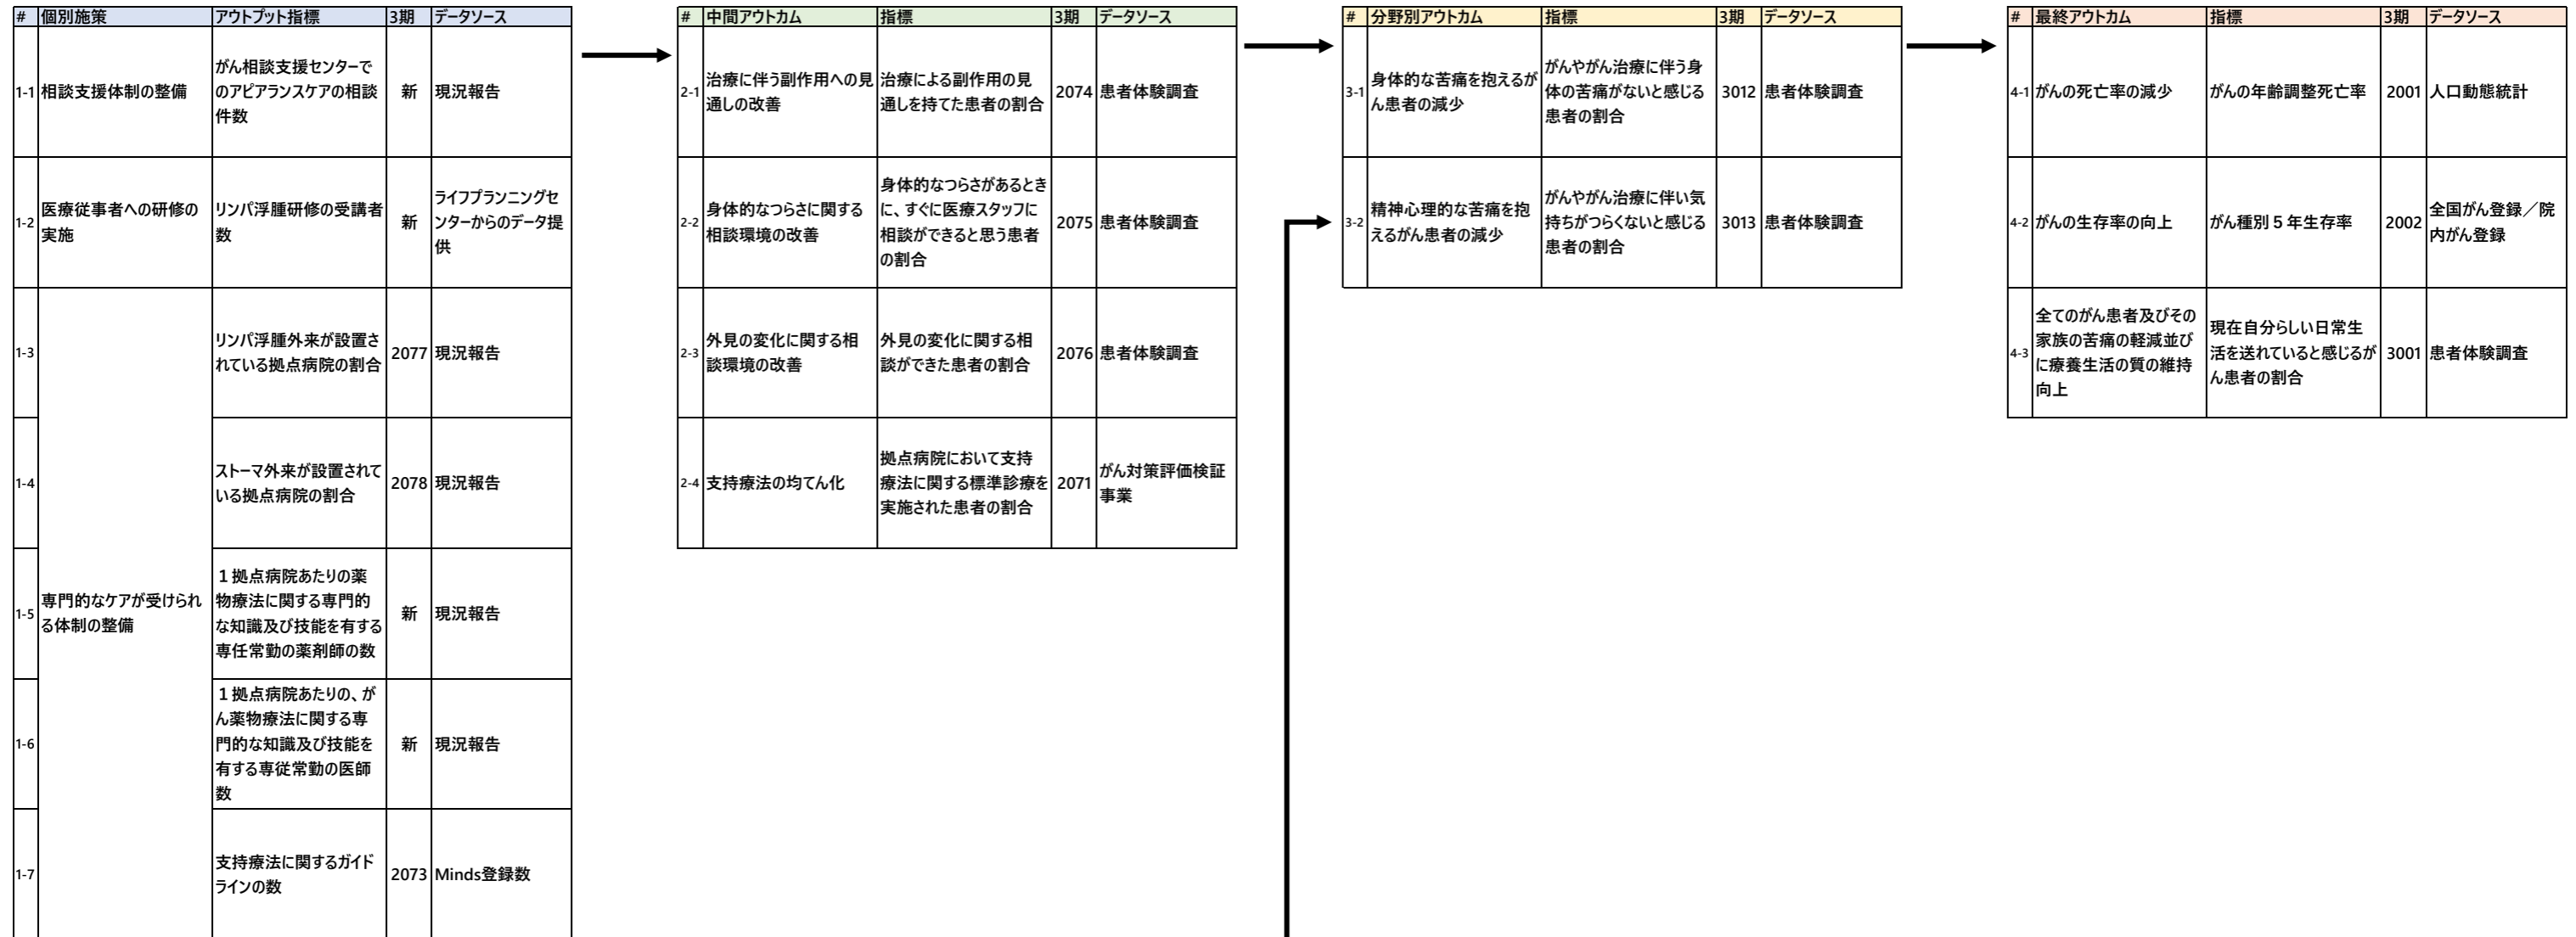 # 個別施策 アウトプット指標 3期 データソース
1-1 相談支援体制の整備
がん相談支援センターで
のアピアランスケアの相談
件数
新 現況報告
1-2 医療従事者への研修の
実施
リンパ浮腫研修の受講者
数
新
ライフプランニングセ
ンターからのデータ提
供
専門的なケアが受けられ
る体制の整備
1-3
リンパ浮腫外来が設置さ
れている拠点病院の割合
2077 現況報告
1-4
ストーマ外来が設置されて
いる拠点病院の割合
2078 現況報告
1-5
１拠点病院あたりの薬
物療法に関する専門的
な知識及び技能を有する
専任常勤の薬剤師の数
新 現況報告
1-6
１拠点病院あたりの、が
ん薬物療法に関する専
門的な知識及び技能を
有する専従常勤の医師
数
新 現況報告
1-7
支持療法に関するガイド
ラインの数
2073 Minds登録数
# 中間アウトカム 指標 3期 データソース
2-1
治療に伴う副作用への見
通しの改善
治療による副作用の見
通しを持てた患者の割合
2074 患者体験調査
2-2
身体的なつらさに関する
相談環境の改善
身体的なつらさがあるとき
に、すぐに医療スタッフに
相談ができると思う患者
の割合
2075 患者体験調査
2-3
外見の変化に関する相
談環境の改善
外見の変化に関する相
談ができた患者の割合
2076 患者体験調査
2-4 支持療法の均てん化
拠点病院において支持
療法に関する標準診療を
実施された患者の割合
2071
がん対策評価検証
事業
# 分野別アウトカム 指標 3期 データソース
3-1
身体的な苦痛を抱えるが
ん患者の減少
がんやがん治療に伴う身
体の苦痛がないと感じる
患者の割合
3012 患者体験調査
3-2
精神心理的な苦痛を抱
えるがん患者の減少
がんやがん治療に伴い気
持ちがつらくないと感じる
患者の割合
3013 患者体験調査
# 最終アウトカム 指標 3期 データソース
4-1 がんの死亡率の減少 がんの年齢調整死亡率 2001 人口動態統計
4-2 がんの生存率の向上 がん種別５年生存率 2002
全国がん登録／院
内がん登録
4-3
全てのがん患者及びその
家族の苦痛の軽減並び
に療養生活の質の維持
向上
現在自分らしい日常生
活を送れていると感じるが
ん患者の割合
3001 患者体験調査